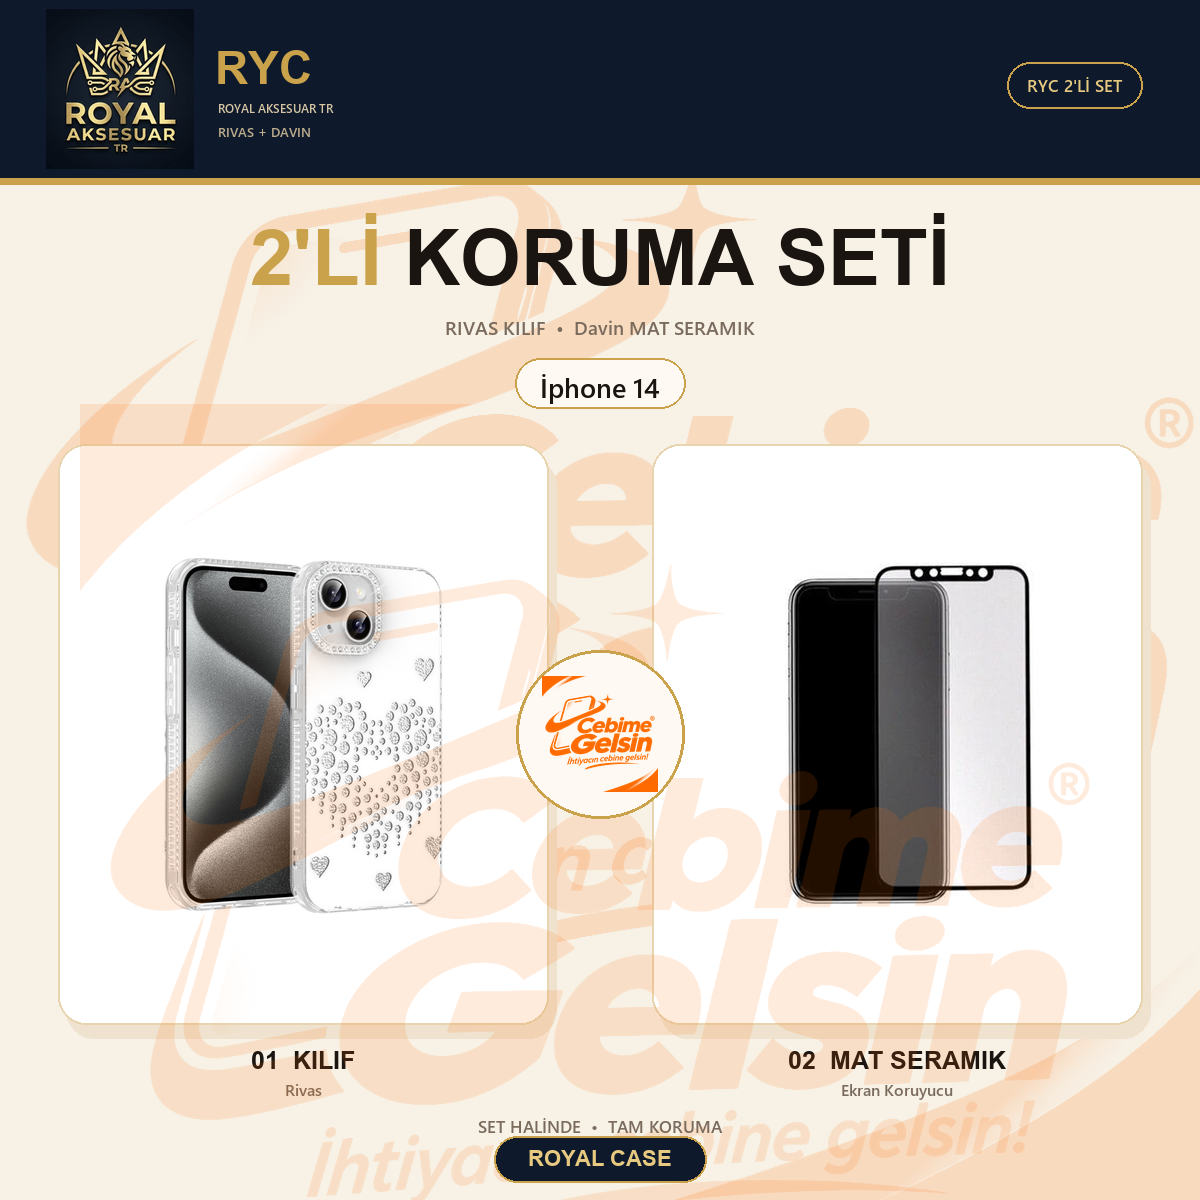 ROYAL
AKSESUAR
TR
RYC
ROYAL AKSESUAR TR
RIVAS + DAVIN
RYC 2'Lİ SET
2'Lİ KORUMA SETİ
RIVAS KILIF • Davin MAT SERAMIK
İphone 14
Cebime®
Gelsin
İhtiyacın cebine gelsin!
Cebime®
Gelsin
01 KILIF
Rivas
02 MAT SERAMIK
Ekran Koruyucu
SET HALİNDE • TAM KORUMA
ROYAL CASE